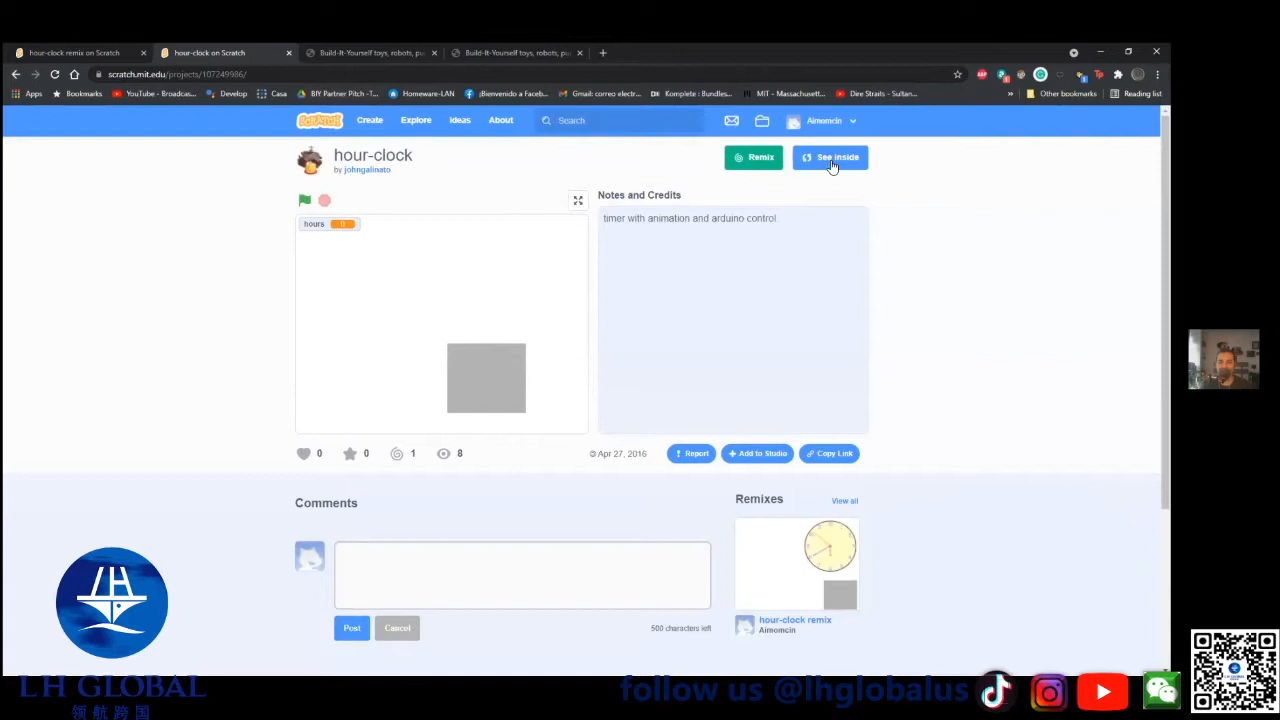 hour-clock remix on Scratch
hour-clock on Scratch
Build-It-Yourself toys, robots, pu
Build-It-Yourself toys, robots, pu
scratch.mit.edu/projects/107249986/
Apps
Bookmarks
YouTube - Broadcas...
Develop
Casa
BIY Partner Pitch -T...
Homeware-LAN
¡Bienvenido a Faceb...
Gmail: correo electr...
Komplete : Bundles...
MIT - Massachusett...
Dire Straits - Sultan...
»
Other bookmarks
Reading list
SCRATCH
Create
Explore
Ideas
About
Search
Aimomcin
hour-clock
by johngalinato
Remix
See inside
Notes and Credits
timer with animation and arduino control.
hours 0
0
0
1
8
© Apr 27, 2016
Report
Add to Studio
Copy Link
Comments
Remixes
View all
Post
Cancel
500 characters left
hour-clock remix
Aimomcin
LH
LH GLOBAL
领航跨国
follow us @lhglobalus